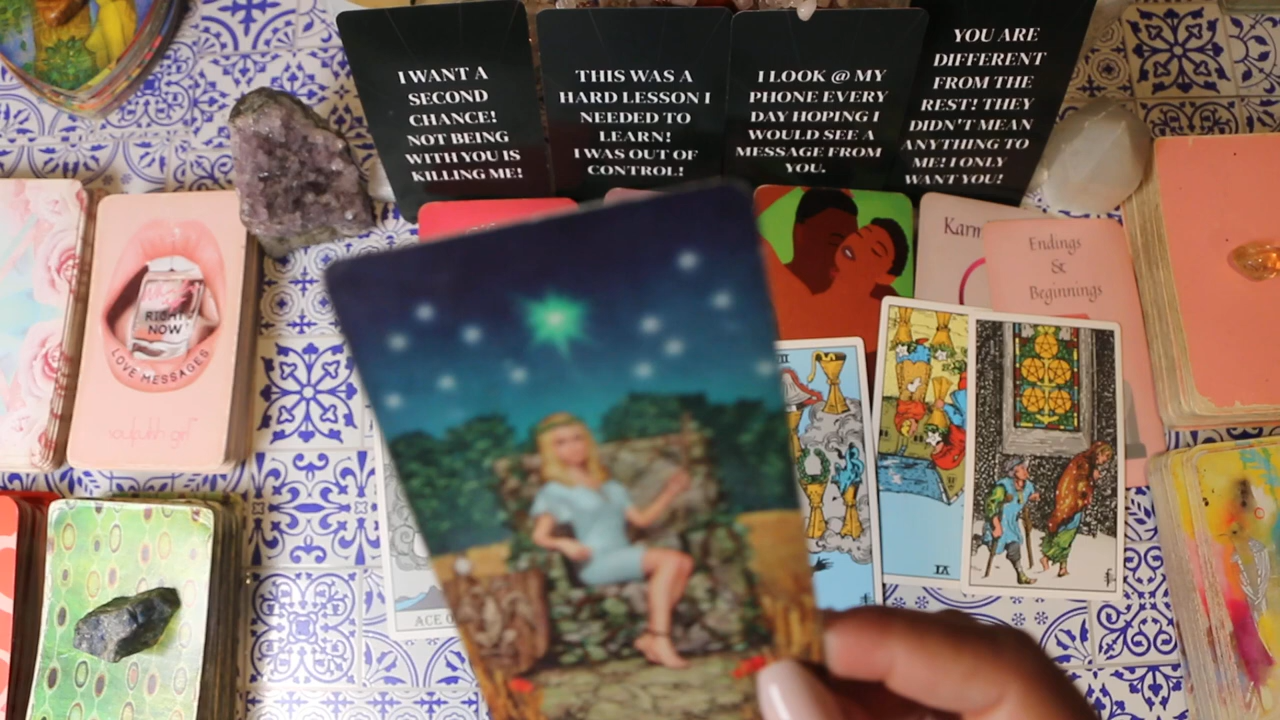 I WANT A
SECOND
CHANCE!
NOT BEING
WITH YOU IS
KILLING ME!
THIS WAS A
HARD LESSON I
NEEDED TO
LEARN!
I WAS OUT OF
CONTROL!
I LOOK @ MY
PHONE EVERY
DAY HOPING I
WOULD SEE A
MESSAGE FROM
YOU.
YOU ARE
DIFFERENT
FROM THE
REST! THEY
DIDN'T MEAN
ANYTHING TO
ME! I ONLY
WANT YOU!
RIGHT
NOW
LOVE MESSAGES
Karm
Endings
&
Beginnings
VI
ACE